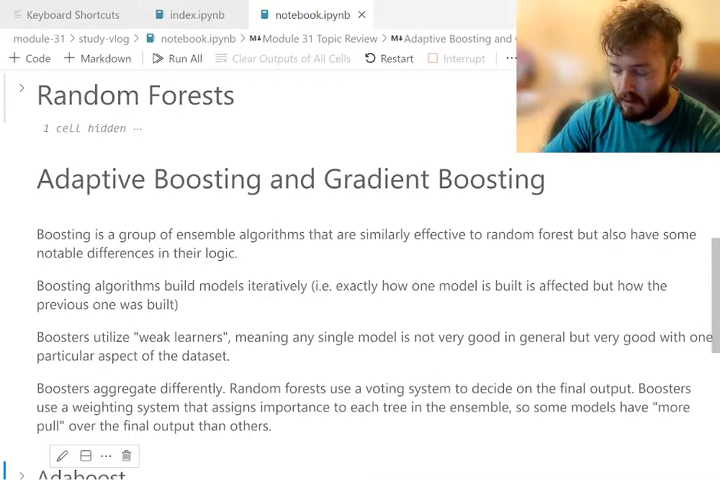 Keyboard Shortcuts index.ipynb notebook.ipynb
module-31 > study-vlog > notebook.ipynb > M↓Module 31 Topic Review > M↓Adaptive Boosting and
+ Code + Markdown Run All Clear Outputs of All Cells Restart Interrupt ...
Random Forests
1 cell hidden ...
Adaptive Boosting and Gradient Boosting
Boosting is a group of ensemble algorithms that are similarly effective to random forest but also have some
notable differences in their logic.
Boosting algorithms build models iteratively (i.e. exactly how one model is built is affected but how the
previous one was built)
Boosters utilize "weak learners", meaning any single model is not very good in general but very good with one
particular aspect of the dataset.
Boosters aggregate differently. Random forests use a voting system to decide on the final output. Boosters
use a weighting system that assigns importance to each tree in the ensemble, so some models have "more
pull" over the final output than others.
Adaboost